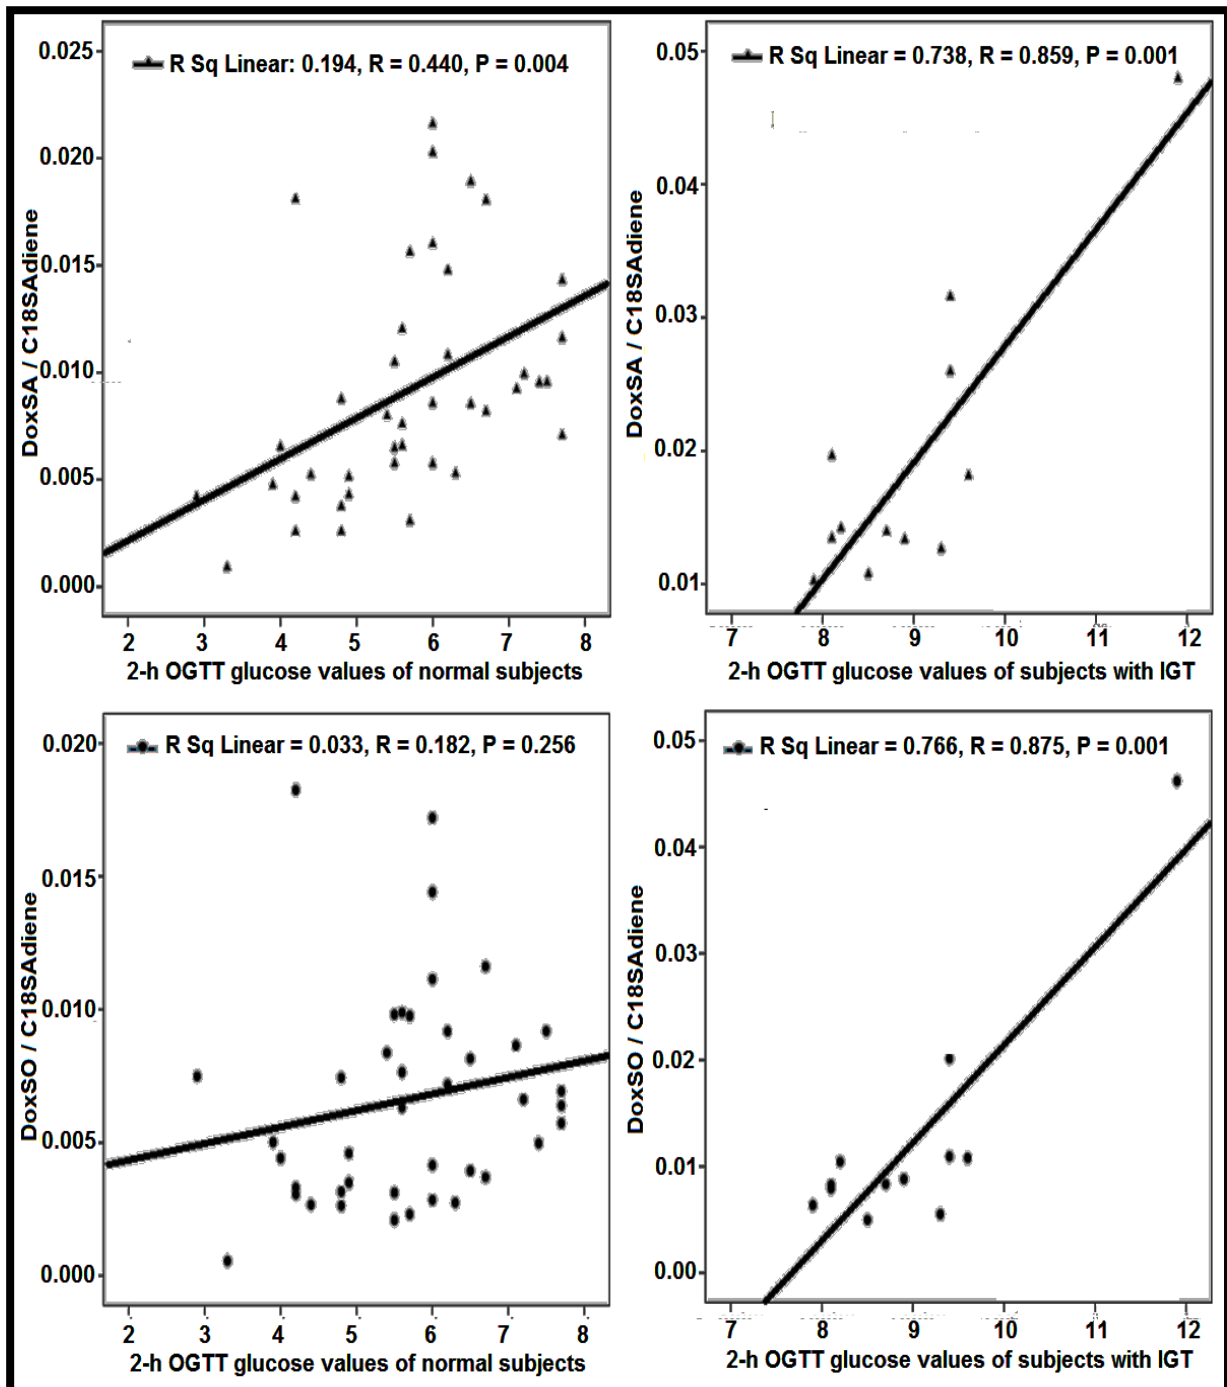 R Sq Linear: 0.194, R = 0.440, P = 0.004
0.025
0.020
0.015
0.010
0.005
0.000
DoxSA / C18SAdiene
2 3 4 5 6 7 8
2-h OGTT glucose values of normal subjects
R Sq Linear = 0.738, R = 0.859, P = 0.001
0.05
0.04
0.03
0.02
0.01
DoxSA / C18SAdiene
7 8 9 10 11 12
2-h OGTT glucose values of subjects with IGT
R Sq Linear = 0.033, R = 0.182, P = 0.256
0.020
0.015
0.010
0.005
0.000
DoxSO / C18SAdiene
2 3 4 5 6 7 8
2-h OGTT glucose values of normal subjects
R Sq Linear = 0.766, R = 0.875, P = 0.001
0.05
0.04
0.03
0.02
0.01
0.00
DoxSO / C18SAdiene
7 8 9 10 11 12
2-h OGTT glucose values of subjects with IGT